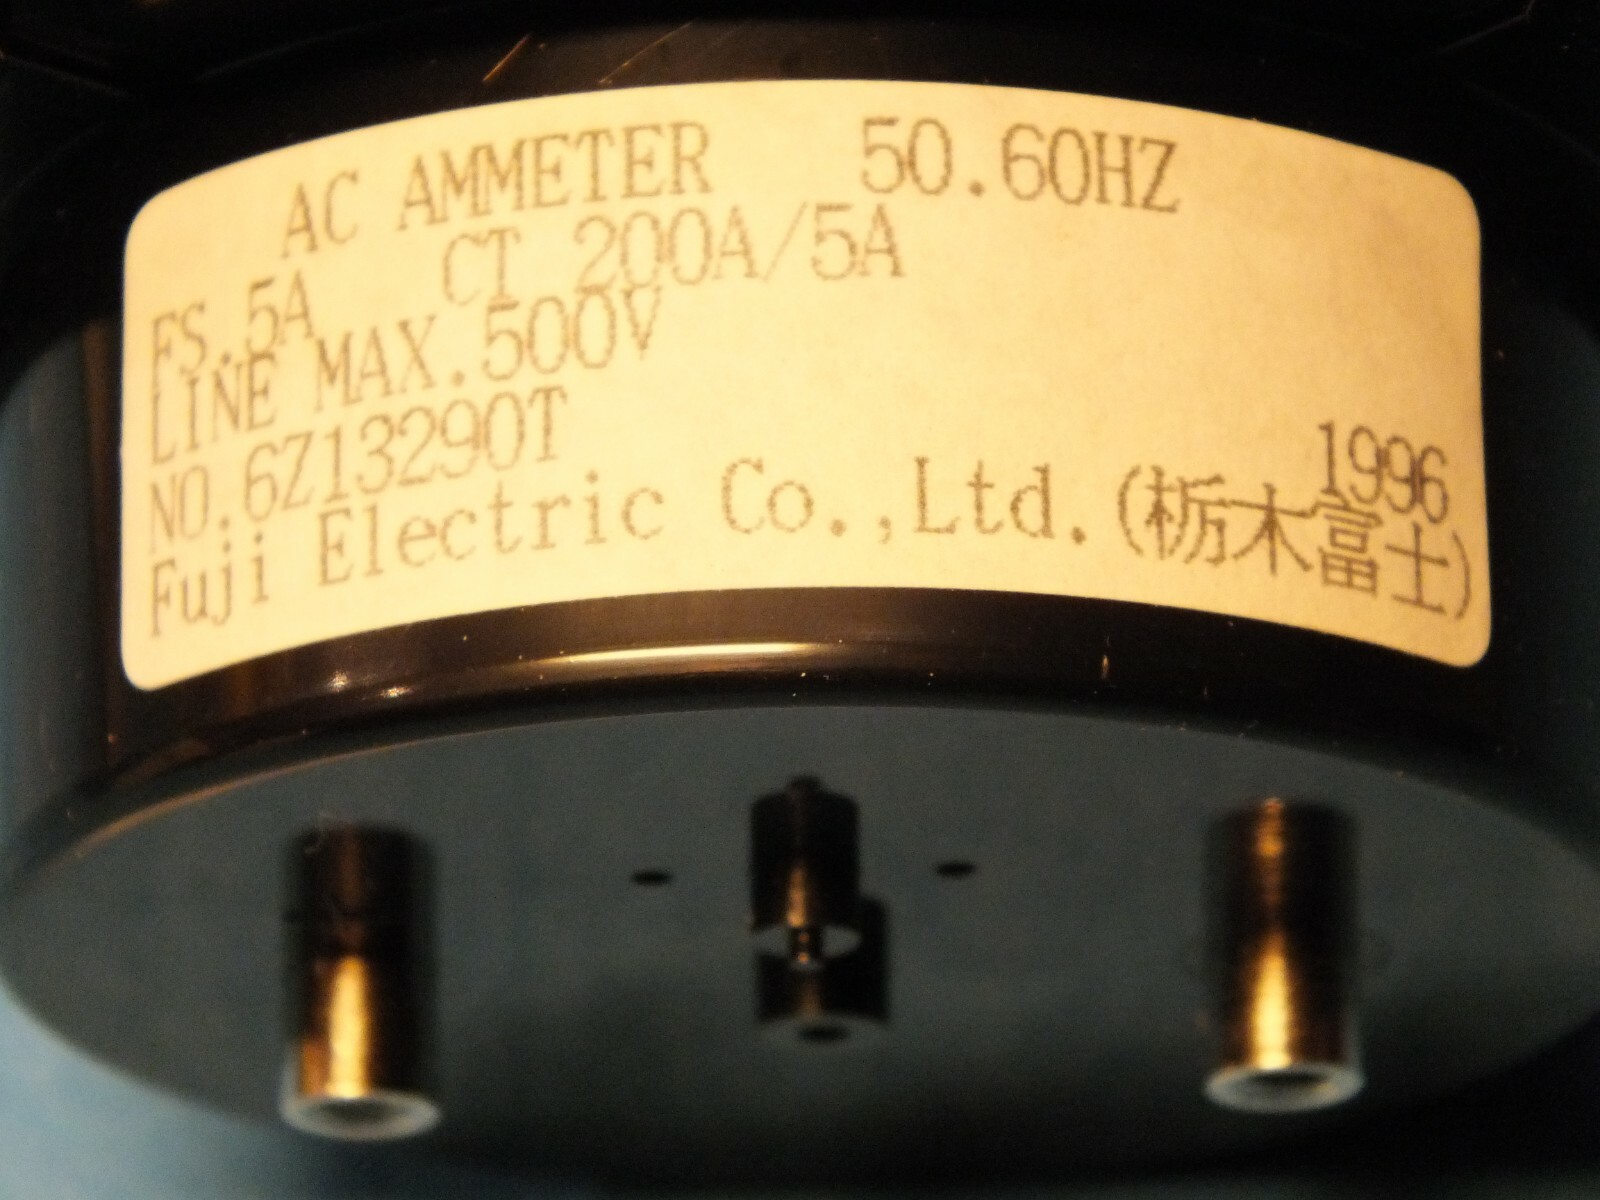 AC AMMETER 50.60HZ
FS.5A CT 200A/5A
LINE MAX.500V
NO.6Z13290T 1996
Fuji Electric Co.,Ltd.(栃木富士)